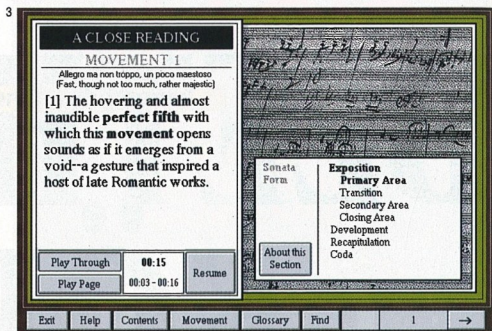 3
A CLOSE READING
MOVEMENT 1
Allegro ma non troppo, un poco maestoso
(Fast, though not too much, rather majestic)
[1] The hovering and almost
inaudible perfect fifth with
which this movement opens
sounds as if it emerges from a
void--a gesture that inspired a
host of late Romantic works.
Play Through
00:15
Resume
Play Page
00:03 - 00:16
Sonata
Form
Exposition
Primary Area
Transition
Secondary Area
Closing Area
Development
Recapitulation
Coda
About this
Section
Exit
Help
Contents
Movement
Glossary
Find
1
→